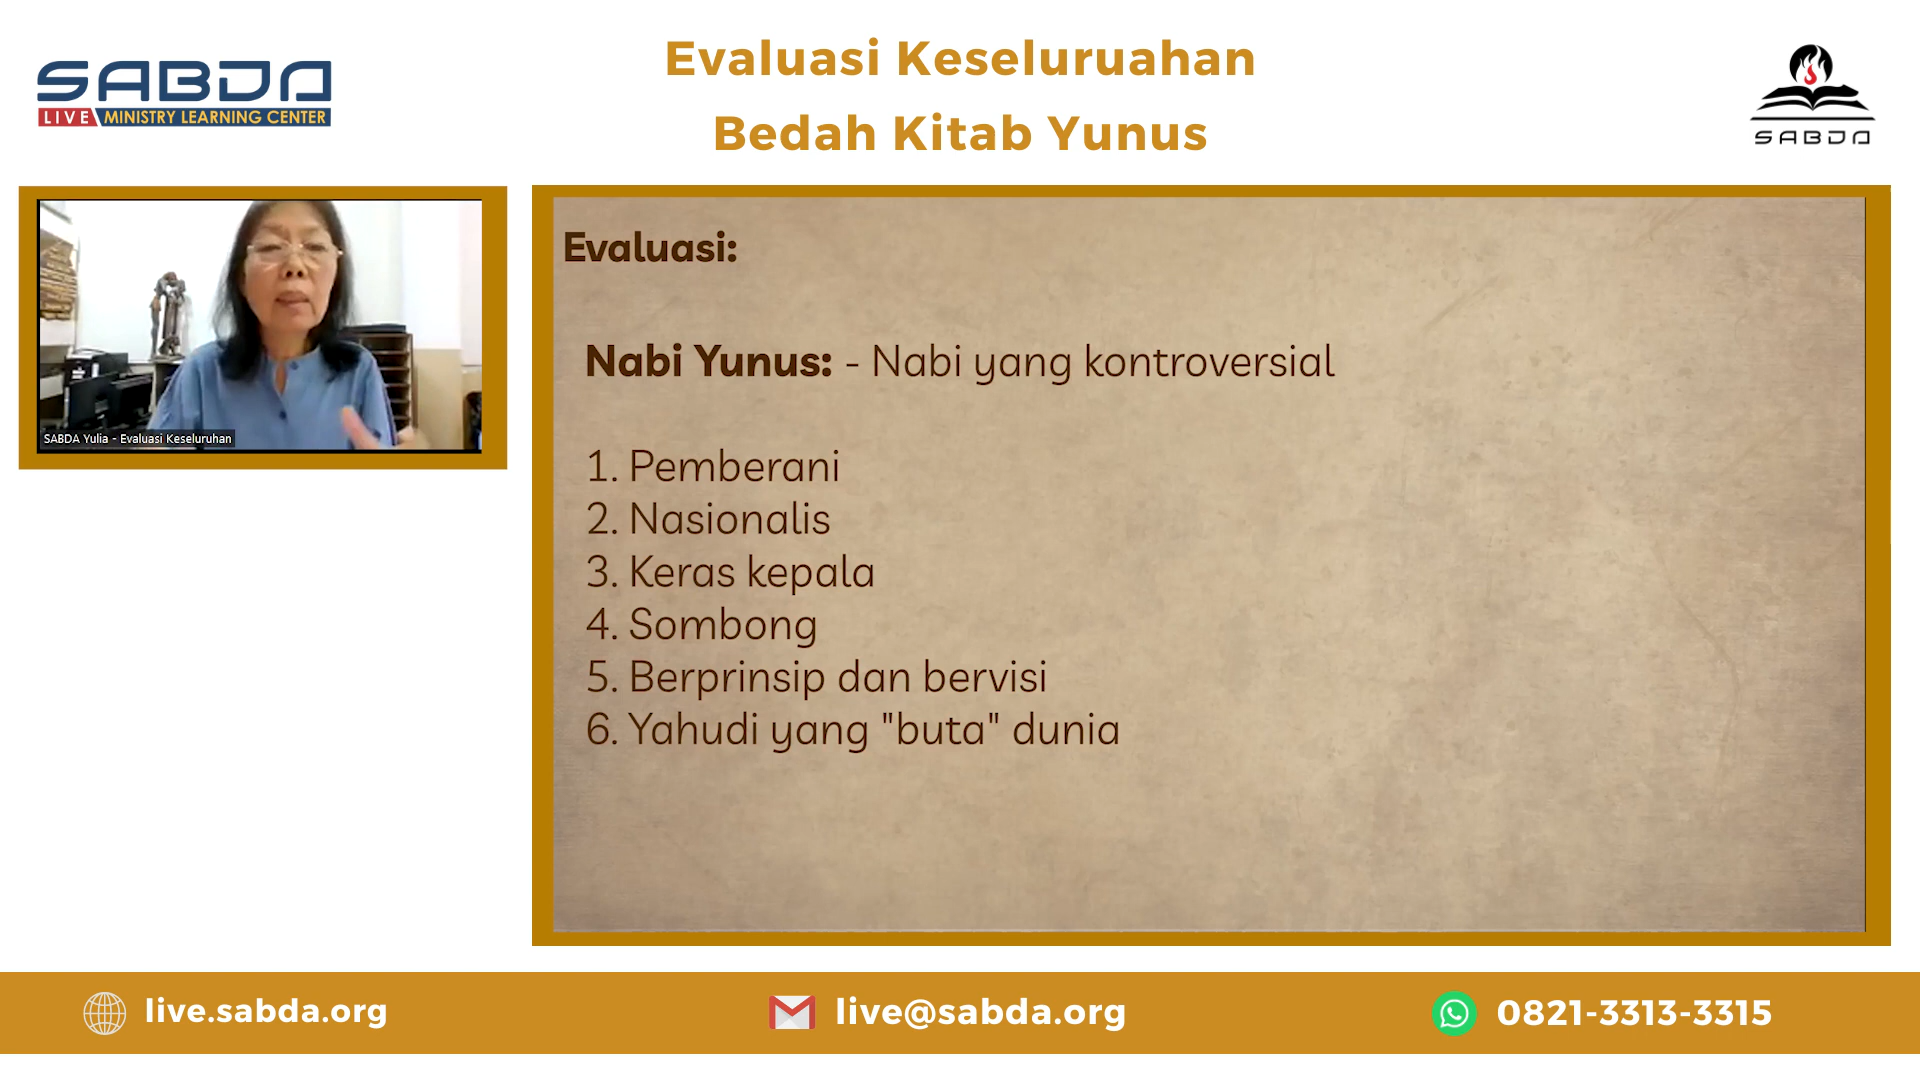 SABDA
LIVE MINISTRY LEARNING CENTER
Evaluasi Keseluruahan
Bedah Kitab Yunus
SABDA
SABDA Yulia - Evaluasi Keseluruhan
Evaluasi:
Nabi Yunus: - Nabi yang kontroversial
1. Pemberani
2. Nasionalis
3. Keras kepala
4. Sombong
5. Berprinsip dan bervisi
6. Yahudi yang "buta" dunia
live.sabda.org
live@sabda.org
0821-3313-3315